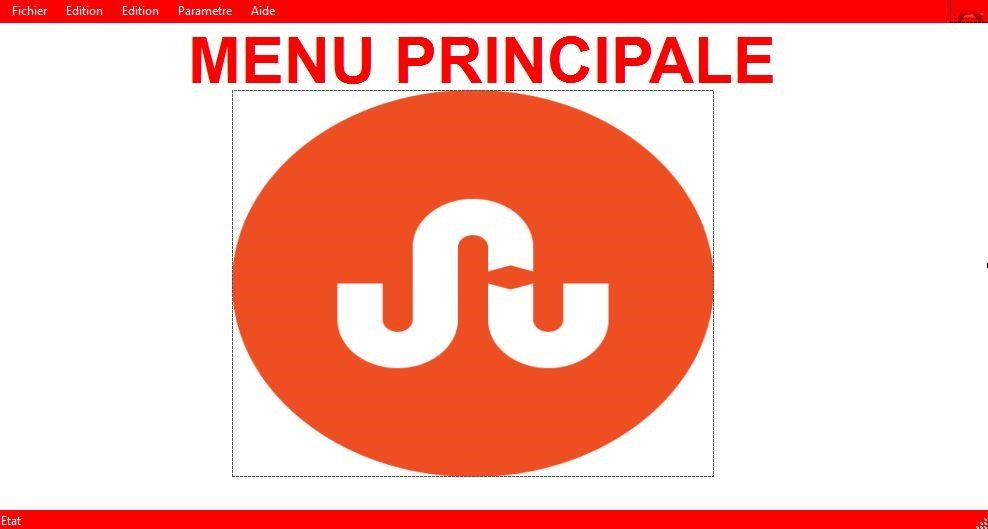 Fichier Edition Edition Parametre Aide
MENU PRINCIPALE
Etat